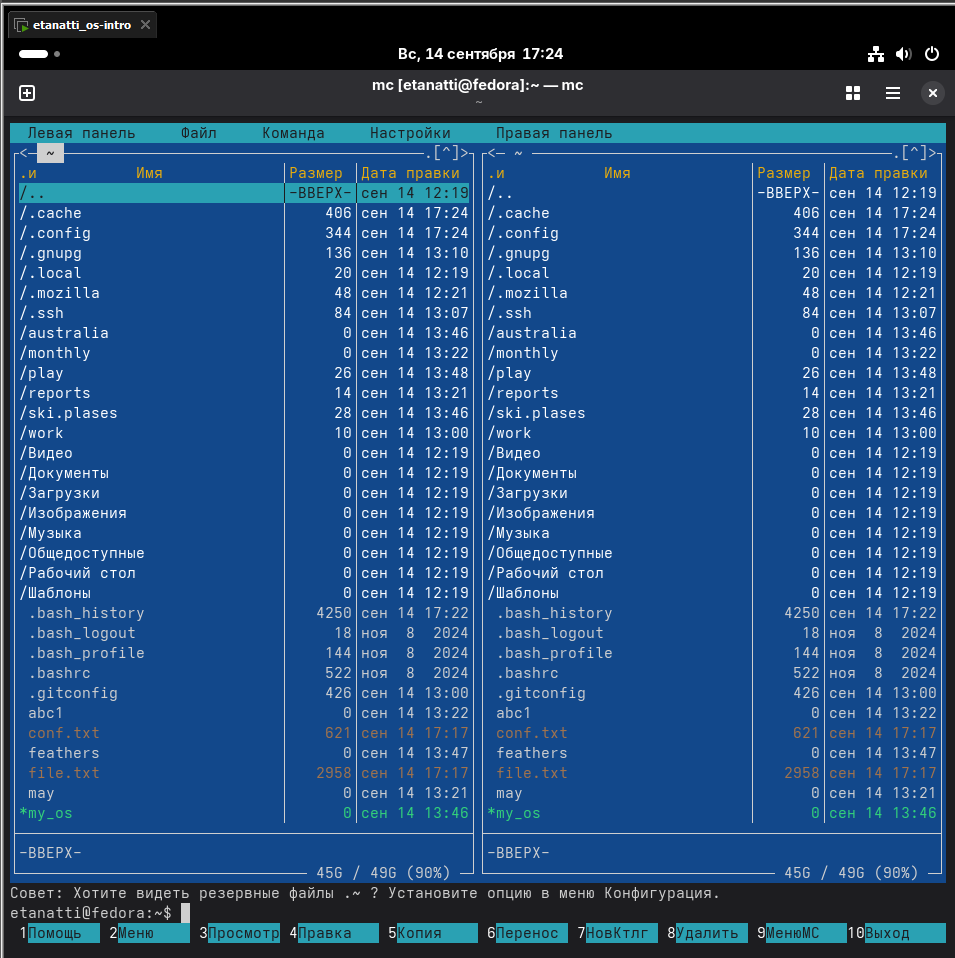 etanatti_os-intro
Вс, 14 сентября 17:24
mc [etanatti@fedora]:~ — mc
~
Левая панель Файл Команда Настройки Правая панель
<— ~ .[^]> <— ~ .[^]>
.и Имя Размер Дата правки .и Имя Размер Дата правки
/.. -ВВЕРХ- сен 14 12:19 /.. -ВВЕРХ- сен 14 12:19
/.cache 406 сен 14 17:24 /.cache 406 сен 14 17:24
/.config 344 сен 14 17:24 /.config 344 сен 14 17:24
/.gnupg 136 сен 14 13:10 /.gnupg 136 сен 14 13:10
/.local 20 сен 14 12:19 /.local 20 сен 14 12:19
/.mozilla 48 сен 14 12:21 /.mozilla 48 сен 14 12:21
/.ssh 84 сен 14 13:07 /.ssh 84 сен 14 13:07
/australia 0 сен 14 13:46 /australia 0 сен 14 13:46
/monthly 0 сен 14 13:22 /monthly 0 сен 14 13:22
/play 26 сен 14 13:48 /play 26 сен 14 13:48
/reports 14 сен 14 13:21 /reports 14 сен 14 13:21
/ski.plases 28 сен 14 13:46 /ski.plases 28 сен 14 13:46
/work 10 сен 14 13:00 /work 10 сен 14 13:00
/Видео 0 сен 14 12:19 /Видео 0 сен 14 12:19
/Документы 0 сен 14 12:19 /Документы 0 сен 14 12:19
/Загрузки 0 сен 14 12:19 /Загрузки 0 сен 14 12:19
/Изображения 0 сен 14 12:19 /Изображения 0 сен 14 12:19
/Музыка 0 сен 14 12:19 /Музыка 0 сен 14 12:19
/Общедоступные 0 сен 14 12:19 /Общедоступные 0 сен 14 12:19
/Рабочий стол 0 сен 14 12:19 /Рабочий стол 0 сен 14 12:19
/Шаблоны 0 сен 14 12:19 /Шаблоны 0 сен 14 12:19
.bash_history 4250 сен 14 17:22 .bash_history 4250 сен 14 17:22
.bash_logout 18 ноя 8 2024 .bash_logout 18 ноя 8 2024
.bash_profile 144 ноя 8 2024 .bash_profile 144 ноя 8 2024
.bashrc 522 ноя 8 2024 .bashrc 522 ноя 8 2024
.gitconfig 426 сен 14 13:00 .gitconfig 426 сен 14 13:00
abc1 0 сен 14 13:22 abc1 0 сен 14 13:22
conf.txt 621 сен 14 17:17 conf.txt 621 сен 14 17:17
feathers 0 сен 14 13:47 feathers 0 сен 14 13:47
file.txt 2958 сен 14 17:17 file.txt 2958 сен 14 17:17
may 0 сен 14 13:21 may 0 сен 14 13:21
*my_os 0 сен 14 13:46 *my_os 0 сен 14 13:46
-ВВЕРХ- -ВВЕРХ-
45G / 49G (90%) 45G / 49G (90%)
Совет: Хотите видеть резервные файлы .~ ? Установите опцию в меню Конфигурация.
etanatti@fedora:~$
1Помощь 2Меню 3Просмотр 4Правка 5Копия 6Перенос 7НовКтлг 8Удалить 9МенюMC 10Выход